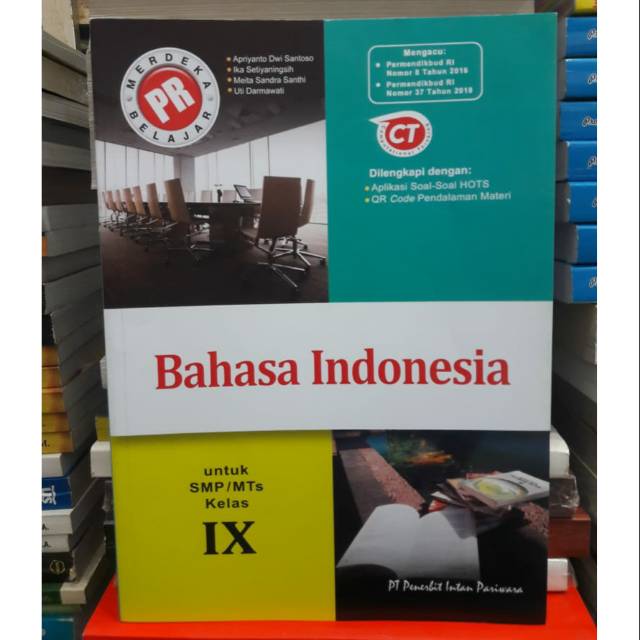 MERDEKA
PR
BELAJAR
• Apriyanto Dwi Santoso
• Ika Setiyaningsih
• Meita Sandra Santhi
• Uti Darmawati
Mengacu:
• Permendikbud RI
Nomor 8 Tahun 2016
• Permendikbud RI
Nomor 37 Tahun 2018
CT
Dilengkapi dengan:
• Aplikasi Soal-Soal HOTS
• QR Code Pendalaman Materi
Bahasa Indonesia
untuk
SMP/MTs
Kelas
IX
PT Penerbit Intan Pariwara